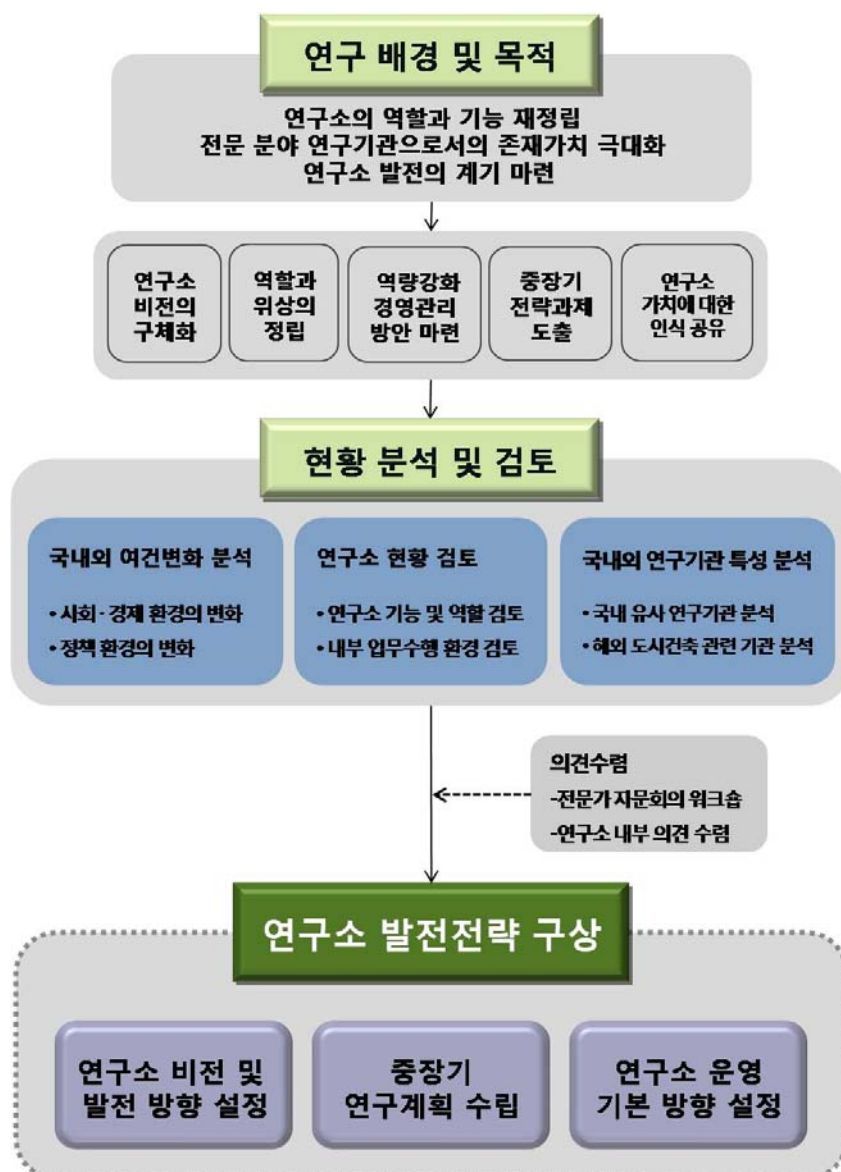 연구 배경 및 목적
연구소의 역할과 기능 재정립
전문 분야 연구기관으로서의 존재가치 극대화
연구소 발전의 계기 마련
연구소
비전의
구체화
역할과
위상의
정립
역량강화
경영관리
방안 마련
중장기
전략과제
도출
연구소
가치에 대한
인식 공유
현황 분석 및 검토
국내외 여건변화 분석
• 사회 · 경제 환경의 변화
• 정책 환경의 변화
연구소 현황 검토
• 연구소 기능 및 역할 검토
• 내부 업무수행 환경 검토
국내외 연구기관 특성 분석
• 국내 유사 연구기관 분석
• 해외 도시건축 관련 기관 분석
의견수렴
-전문가 자문회의 워크숍
-연구소 내부 의견 수렴
연구소 발전전략 구상
연구소 비전 및
발전 방향 설정
중장기
연구계획 수립
연구소 운영
기본 방향 설정